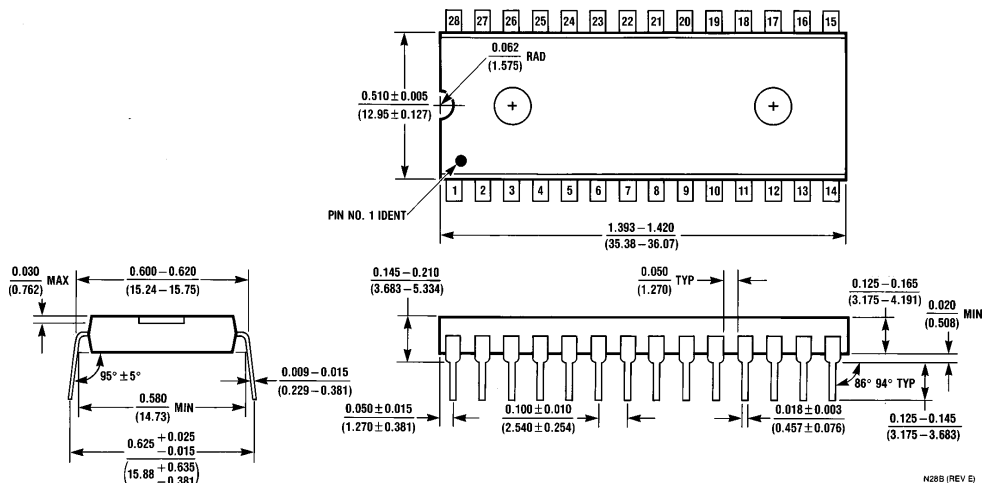 28 27 26 25 24 23 22 21 20 19 18 17 16 15
0.062
(1.575)
RAD
0.510 ± 0.005
(12.95 ± 0.127)
PIN NO. 1 IDENT
1 2 3 4 5 6 7 8 9 10 11 12 13 14
1.393 – 1.420
(35.38 – 36.07)
0.030
(0.762)
MAX
0.600 – 0.620
(15.24 – 15.75)
95° ± 5°
0.009 – 0.015
(0.229 – 0.381)
0.580
(14.73)
MIN
0.625 + 0.025
– 0.015
(15.88 + 0.635
– 0.381)
0.145 – 0.210
(3.683 – 5.334)
0.050
(1.270)
TYP
0.125 – 0.165
(3.175 – 4.191)
0.020
(0.508)
MIN
86° 94° TYP
0.050 ± 0.015
(1.270 ± 0.381)
0.100 ± 0.010
(2.540 ± 0.254)
0.018 ± 0.003
(0.457 ± 0.076)
0.125 – 0.145
(3.175 – 3.683)
N28B (REV E)